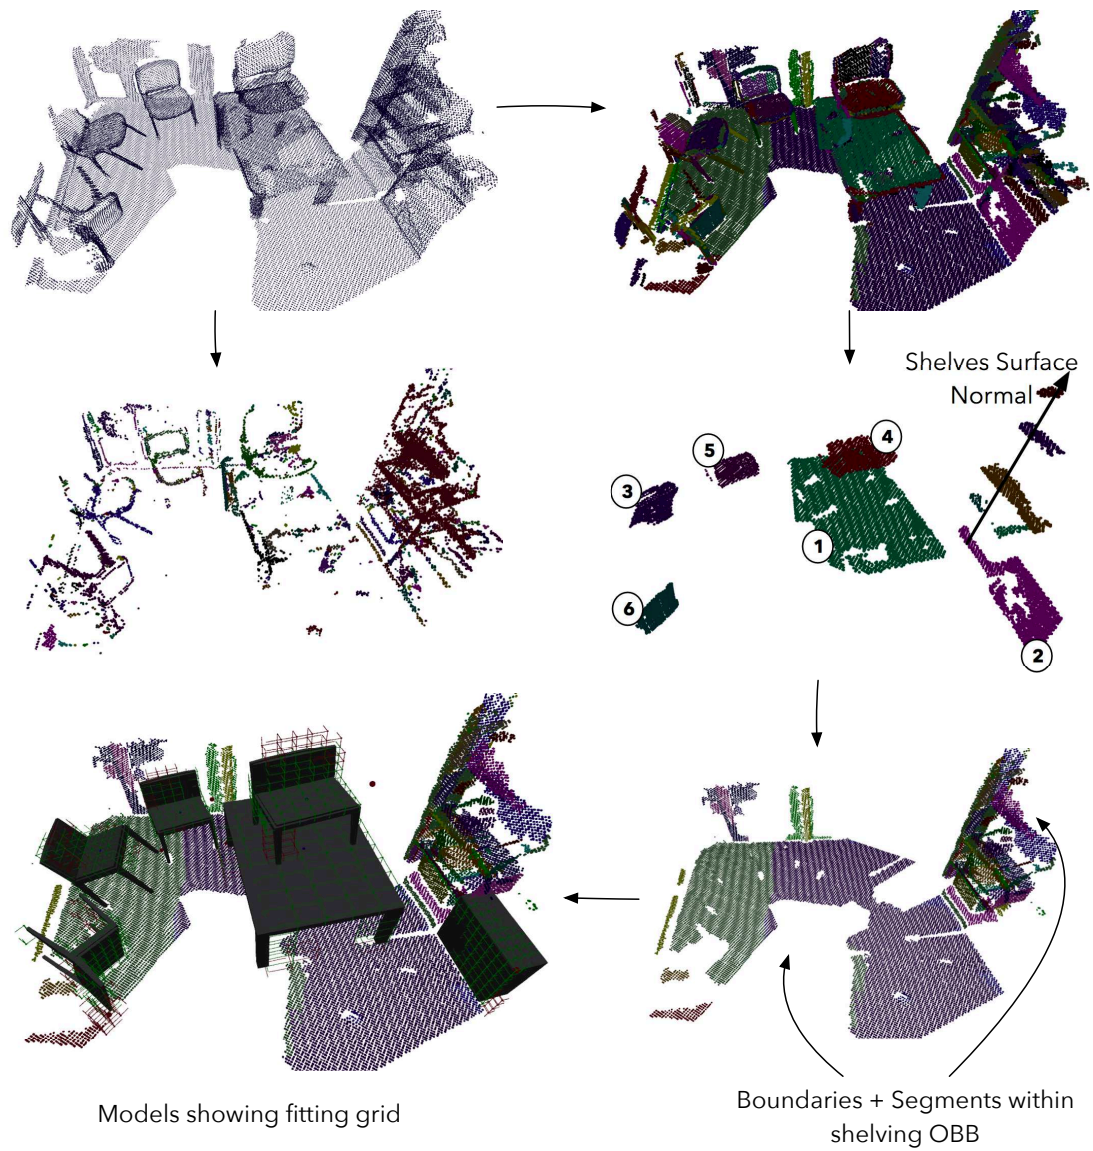 Shelves Surface
Normal
5
4
3
1
6
2
Models showing fitting grid
Boundaries + Segments within
shelving OBB